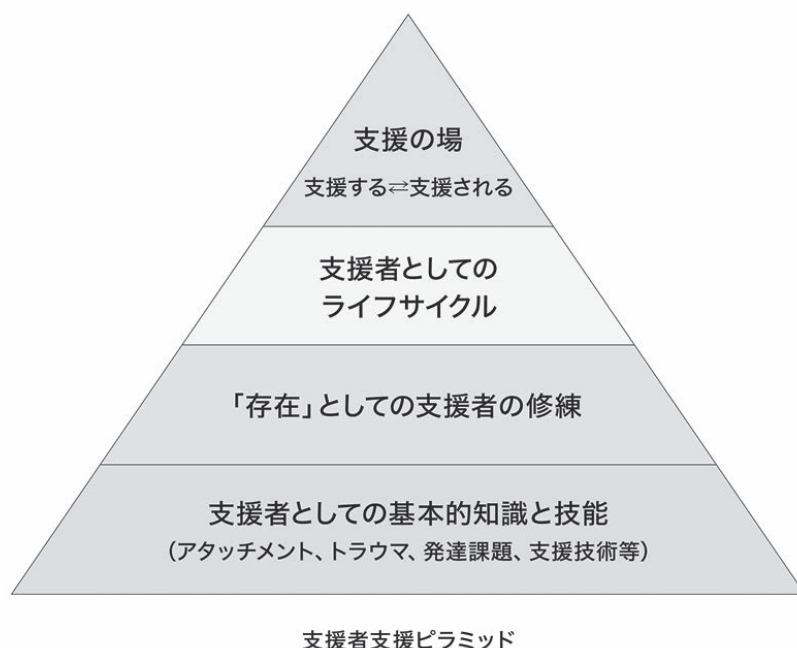 支援の場
支援する⇄支援される
支援者としての
ライフサイクル
「存在」としての支援者の修練
支援者としての基本的知識と技能
(アタッチメント、トラウマ、発達課題、支援技術等)
支援者支援ピラミッド